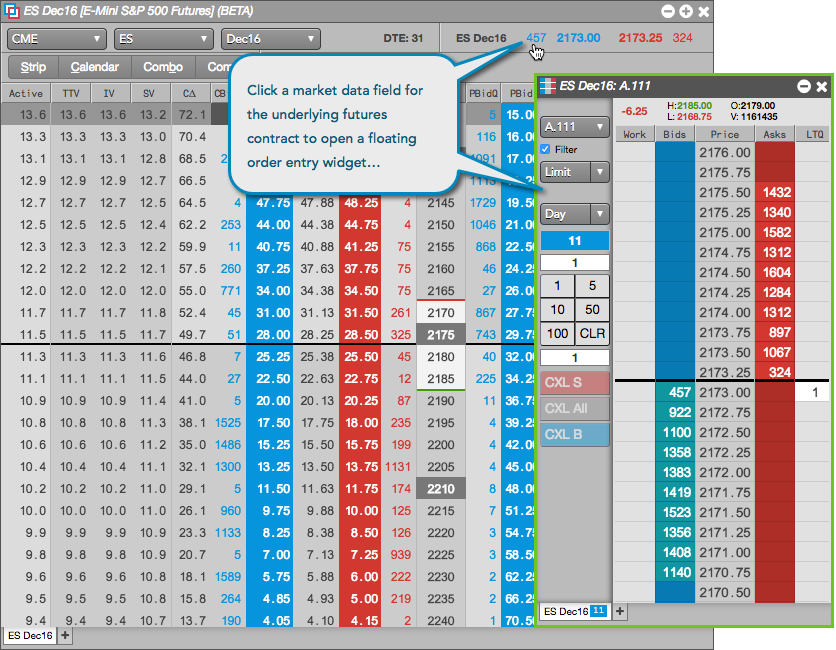 ES Dec16 [E-Mini S&P 500 Futures] (BETA)
CME ES Dec16 DTE: 31 ES Dec16 457 2173.00 2173.25 324
Strip Calendar Combo Com
Active TTV IV SV CΔ CB PBidQ PBid
13.6 13.6 13.6 13.2 72.1 5 15.0
13.3 13.3 13.3 13.0 70.4 116 16.0
13.1 13.1 13.1 12.8 68.5 2 1091 17.0
12.9 12.9 12.9 12.7 66.5 1113
12.7 12.7 12.7 12.5 64.5 4 47.75 47.88 48.25 4 2145 1729 19.5
12.5 12.5 12.5 12.4 62.2 253 44.00 44.38 44.75 4 2150 1046 21.0
12.3 12.3 12.3 12.2 59.9 11 40.75 40.88 41.25 75 2155 868 22.5
12.2 12.2 12.2 12.1 57.5 260 37.25 37.63 37.75 75 2160 46 24.2
12.0 12.0 12.0 12.0 55.0 771 34.00 34.38 34.50 75 2165 27 26.0
11.7 11.7 11.7 11.8 52.4 45 31.00 31.13 31.50 261 2170 867 27.7
11.5 11.5 11.5 11.7 49.7 51 28.00 28.25 28.50 325 2175 743 29.7
11.3 11.3 11.3 11.6 46.8 7 25.25 25.38 25.50 45 2180 40 32.0
11.1 11.1 11.1 11.5 44.0 27 22.50 22.63 22.75 12 2185 225 34.2
10.9 10.9 10.9 11.4 41.0 5 20.00 20.13 20.25 87 2190 11 36.7
10.8 10.8 10.8 11.3 38.1 1525 17.50 17.75 18.00 235 2195 4 39.2
10.6 10.6 10.6 11.2 35.0 1486 15.25 15.50 15.75 199 2200 4 42.0
10.4 10.4 10.4 11.1 32.1 1300 13.25 13.50 13.75 1131 2205 4 45.0
10.2 10.2 10.2 11.0 29.1 5 11.50 11.63 11.75 174 2210 8 48.0
10.0 10.0 10.0 11.0 26.1 960 9.75 9.88 10.00 125 2215 7 51.2
9.9 9.9 9.9 10.9 23.3 1133 8.25 8.38 8.50 126 2220 3 54.7
9.8 9.8 9.8 10.9 20.7 5 7.00 7.13 7.25 939 2225 3 58.5
9.6 9.6 9.6 10.8 18.1 1589 5.75 5.88 6.00 222 2230 2 62.2
9.5 9.5 9.5 10.8 15.8 264 4.85 4.93 5.00 219 2235 2 66.2
9.4 9.4 9.4 10.7 13.7 190 4.05 4.10 4.15 2 2240 1 70.5
ES Dec16 +
Click a market data field for
the underlying futures
contract to open a floating
order entry widget...
ES Dec16: A.111
A.111
Filter
Limit
Day
11
1
1 5
10 50
100 CLR
1
CXL S
CXL All
CXL B
-6.25 H:2185.00 O:2179.00
L: 2168.75 V: 1161435
Work Bids Price Asks LTQ
2176.00
2175.75
2175.50 1432
2175.25 1340
2175.00 1582
2174.75 1312
2174.50 1604
2174.25 1284
2174.00 1312
2173.75 897
2173.50 1067
2173.25 324
457 2173.00 1
922 2172.75
1100 2172.50
1358 2172.25
1383 2172.00
1419 2171.75
1523 2171.50
1356 2171.25
1408 2171.00
1140 2170.75
2170.50
ES Dec16 11 +